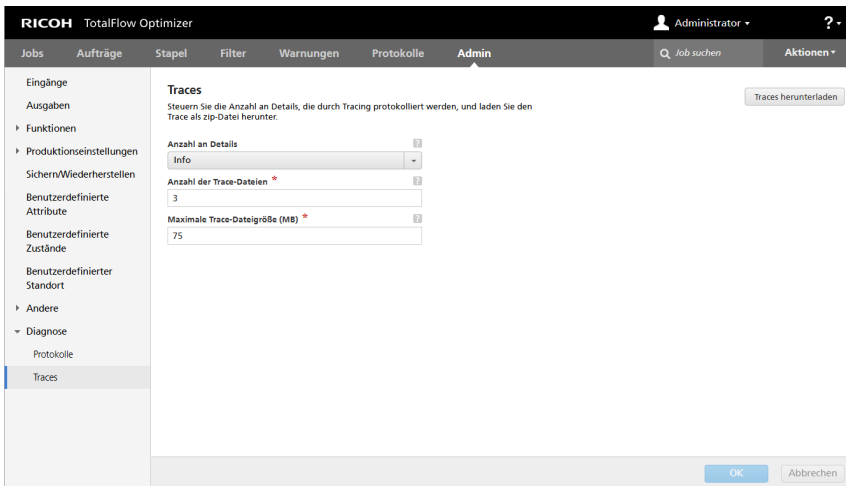 RICOH TotalFlow Optimizer
Administrator
?
Jobs Aufträge Stapel Filter Warnungen Protokolle Admin
Job suchen
Aktionen
Eingänge
Ausgaben
Funktionen
Produktionseinstellungen
Sichern/Wiederherstellen
Benutzerdefinierte
Attribute
Benutzerdefinierte
Zustände
Benutzerdefinierter
Standort
Andere
Diagnose
Protokolle
Traces
Traces
Steuern Sie die Anzahl an Details, die durch Tracing protokolliert werden, und laden Sie den
Trace als zip-Datei herunter.
Traces herunterladen
Anzahl an Details ?
Info
Anzahl der Trace-Dateien * ?
3
Maximale Trace-Dateigröße (MB) * ?
75
OK
Abbrechen